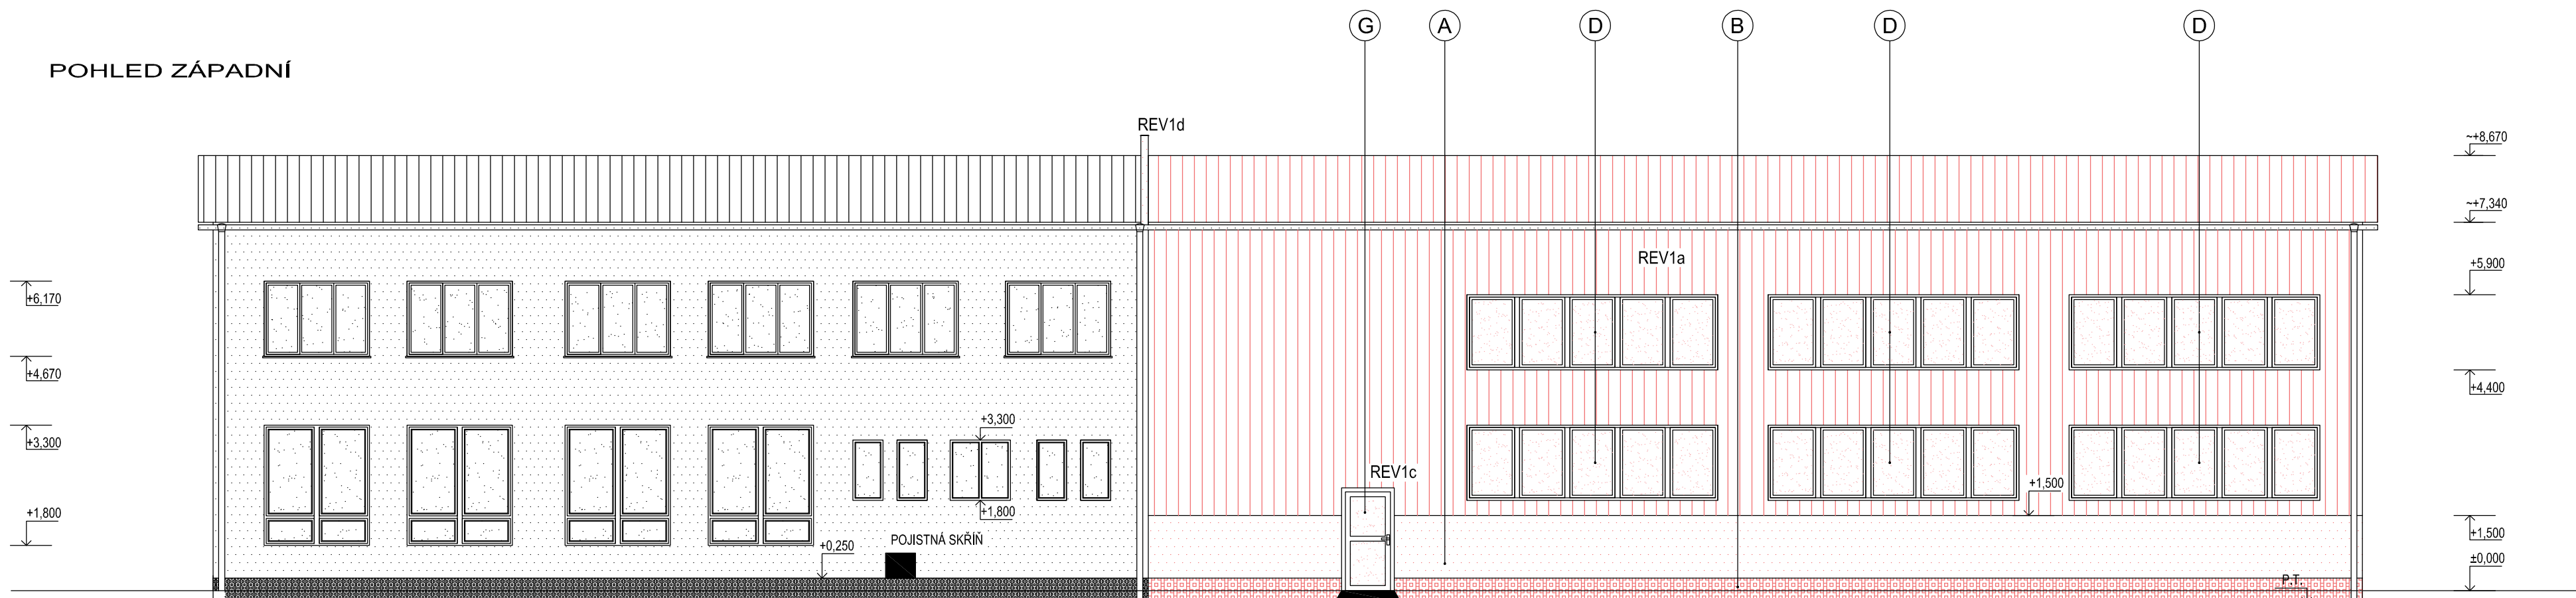 G A D B D D
POHLED ZÁPADNÍ
REV1d
~+8,670
~+7,340
REV1a
+5,900
+6,170
+4,670
+4,400
+3,300
+3,300
REV1c
+1,500
+1,800
+1,800
+1,500
POJISTNÁ SKŘÍŇ
+0,250
±0,000
P.T.